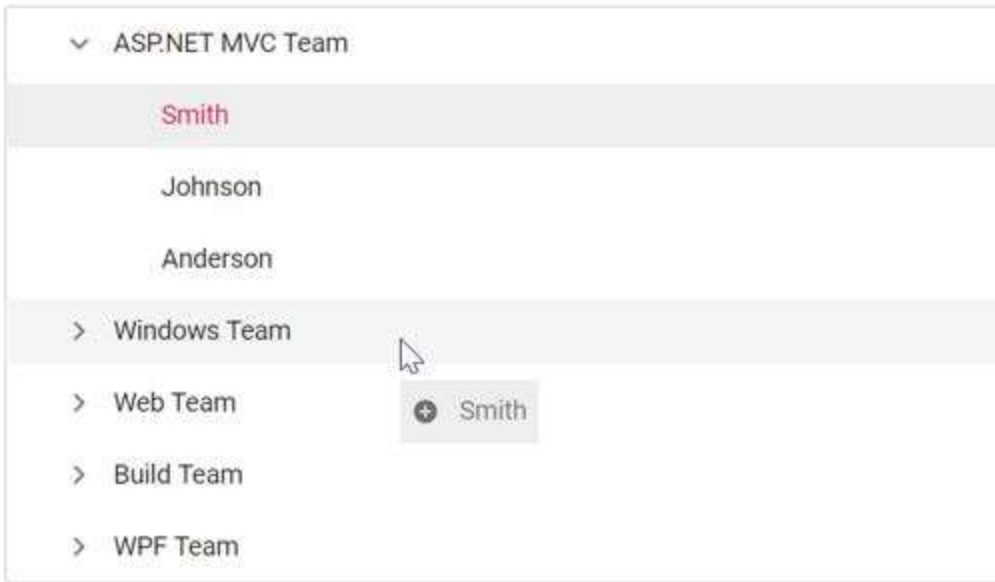 ASP.NET MVC Team
Smith
Johnson
Anderson
Windows Team
Web Team
Smith
Build Team
WPF Team